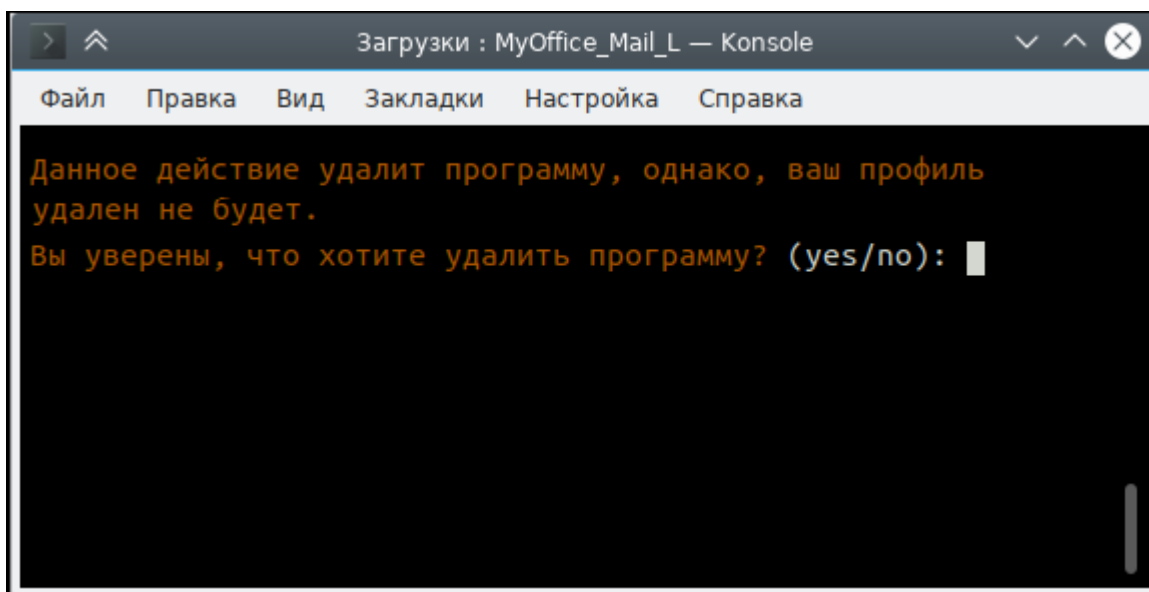 Загрузки : MyOffice_Mail_L — Konsole
Файл Правка Вид Закладки Настройка Справка
Данное действие удалит программу, однако, ваш профиль
удален не будет.
Вы уверены, что хотите удалить программу? (yes/no):